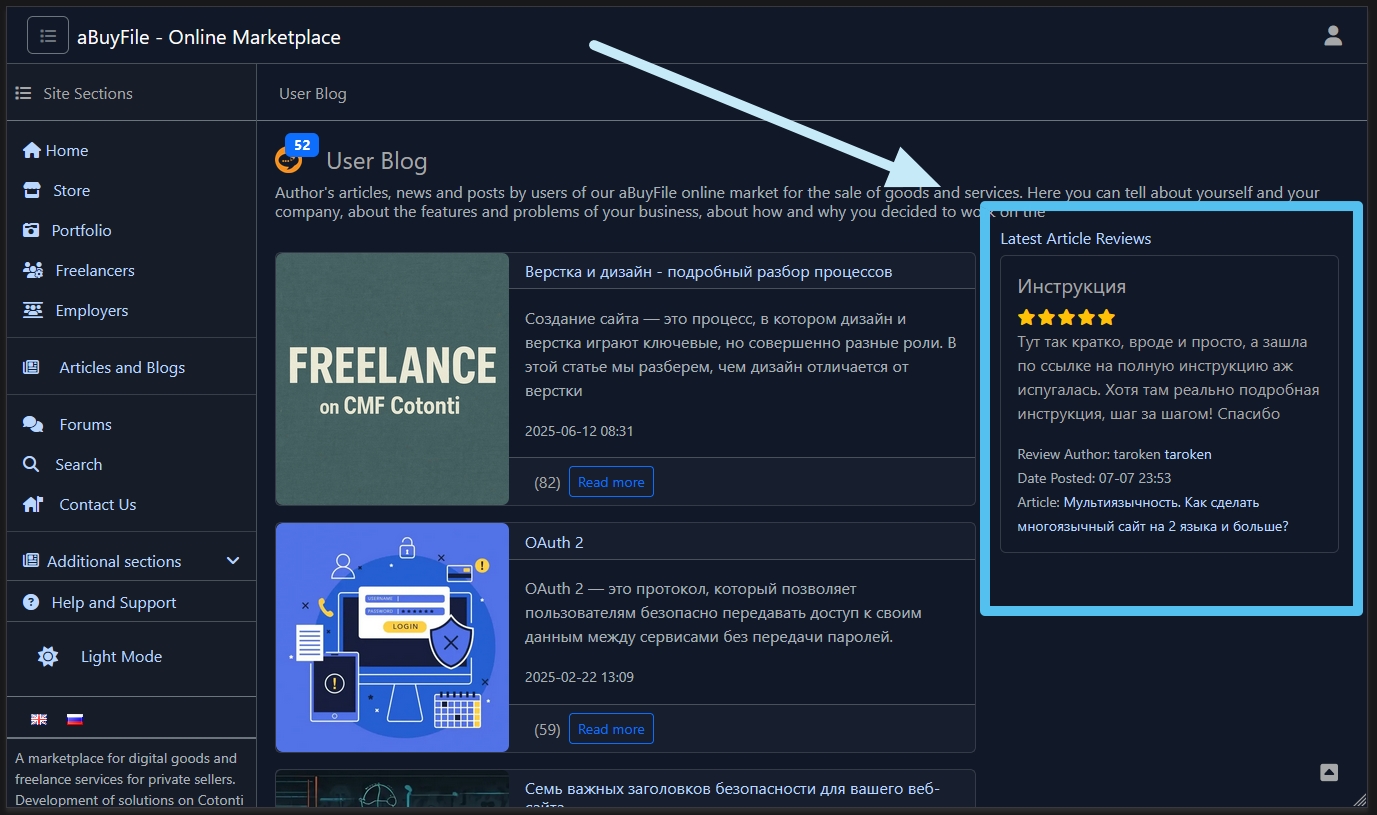 aBuyFile - Online Marketplace
Site Sections
User Blog
Home
Store
Portfolio
Freelancers
Employers
Articles and Blogs
Forums
Search
Contact Us
Additional sections
Help and Support
Light Mode
A marketplace for digital goods and
freelance services for private sellers.
Development of solutions on Cotonti
52
User Blog
Author's articles, news and posts by users of our aBuyFile online market for the sale of goods and services. Here you can tell about yourself and your
company, about the features and problems of your business, about how and why you decided to work on the
FREELANCE
on CMF Cotonti
Верстка и дизайн - подробный разбор процессов
Создание сайта — это процесс, в котором дизайн и
верстка играют ключевые, но совершенно разные роли. В
этой статье мы разберем, чем дизайн отличается от
верстки
2025-06-12 08:31
(82) Read more
USERNAME
PASSWORD
LOGIN
OAuth 2
OAuth 2 — это протокол, который позволяет
пользователям безопасно передавать доступ к своим
данным между сервисами без передачи паролей.
2025-02-22 13:09
(59) Read more
Семь важных заголовков безопасности для вашего веб-
сайта
Latest Article Reviews
Инструкция
Тут так кратко, вроде и просто, а зашла
по ссылке на полную инструкцию аж
испугалась. Хотя там реально подробная
инструкция, шаг за шагом! Спасибо
Review Author: taroken taroken
Date Posted: 07-07 23:53
Article: Мультиязычность. Как сделать
многоязычный сайт на 2 языка и больше?